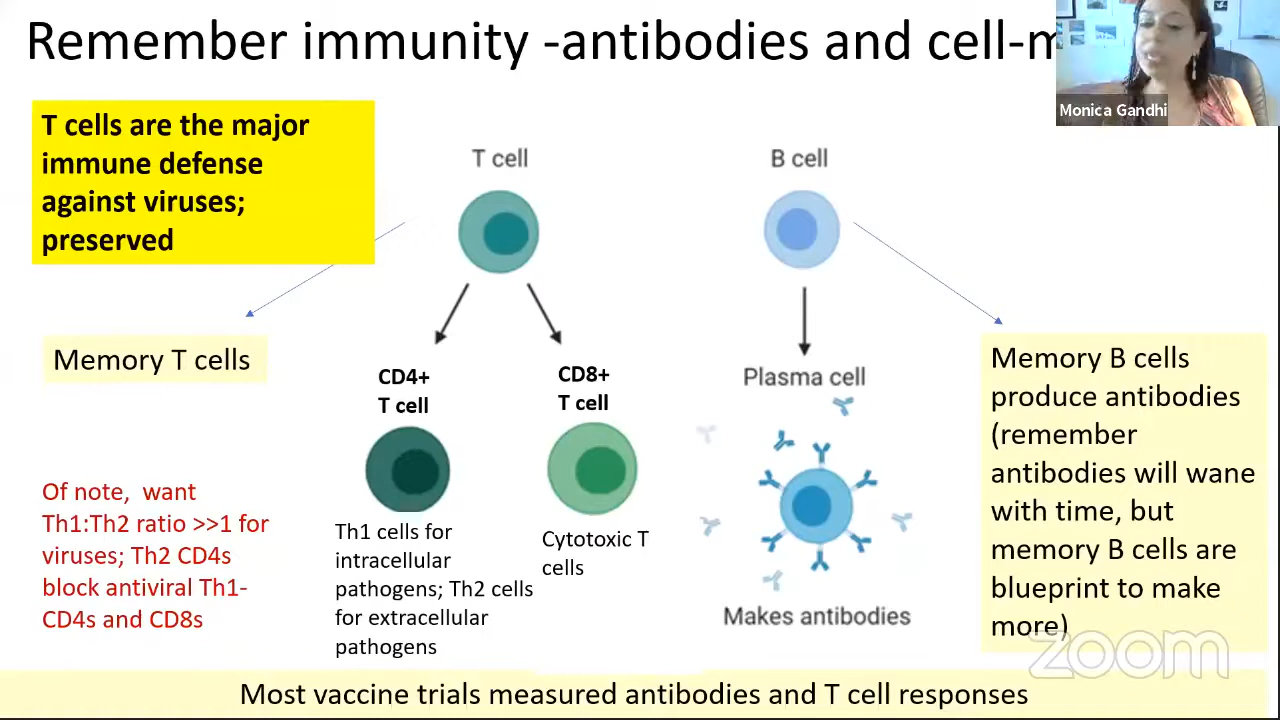 Remember immunity -antibodies and cell-m
Monica Gandhi
T cells are the major
immune defense
against viruses;
preserved
T cell
B cell
Memory T cells
CD4+
T cell
CD8+
T cell
Plasma cell
Memory B cells
produce antibodies
(remember
antibodies will wane
with time, but
memory B cells are
blueprint to make
more)
Of note, want
Th1:Th2 ratio >>1 for
viruses; Th2 CD4s
block antiviral Th1-
CD4s and CD8s
Th1 cells for
intracellular
pathogens; Th2 cells
for extracellular
pathogens
Cytotoxic T
cells
Makes antibodies
zoom
Most vaccine trials measured antibodies and T cell responses